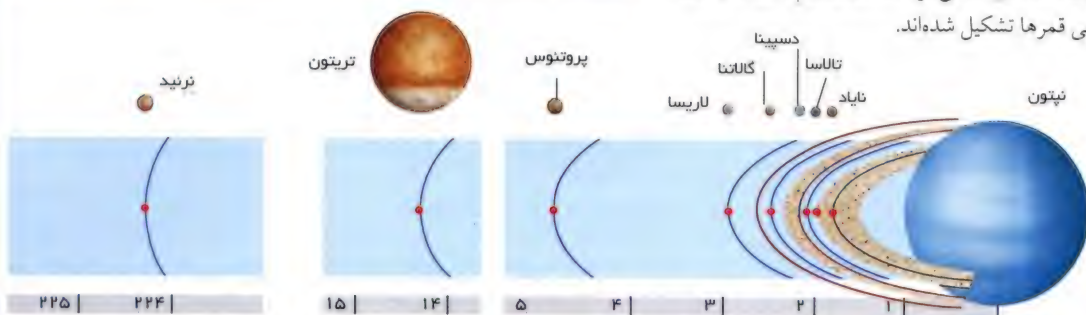 ی قمرها تشکیل شده‌اند.
نپتون
نایاد
تالاسا
دسپینا
گالاتنا
لاریسا
پروتئوس
تریتون
نرئید
۱ ۲ ۳ ۴ ۵
۱۴ ۱۵
۲۲۴ ۲۲۵